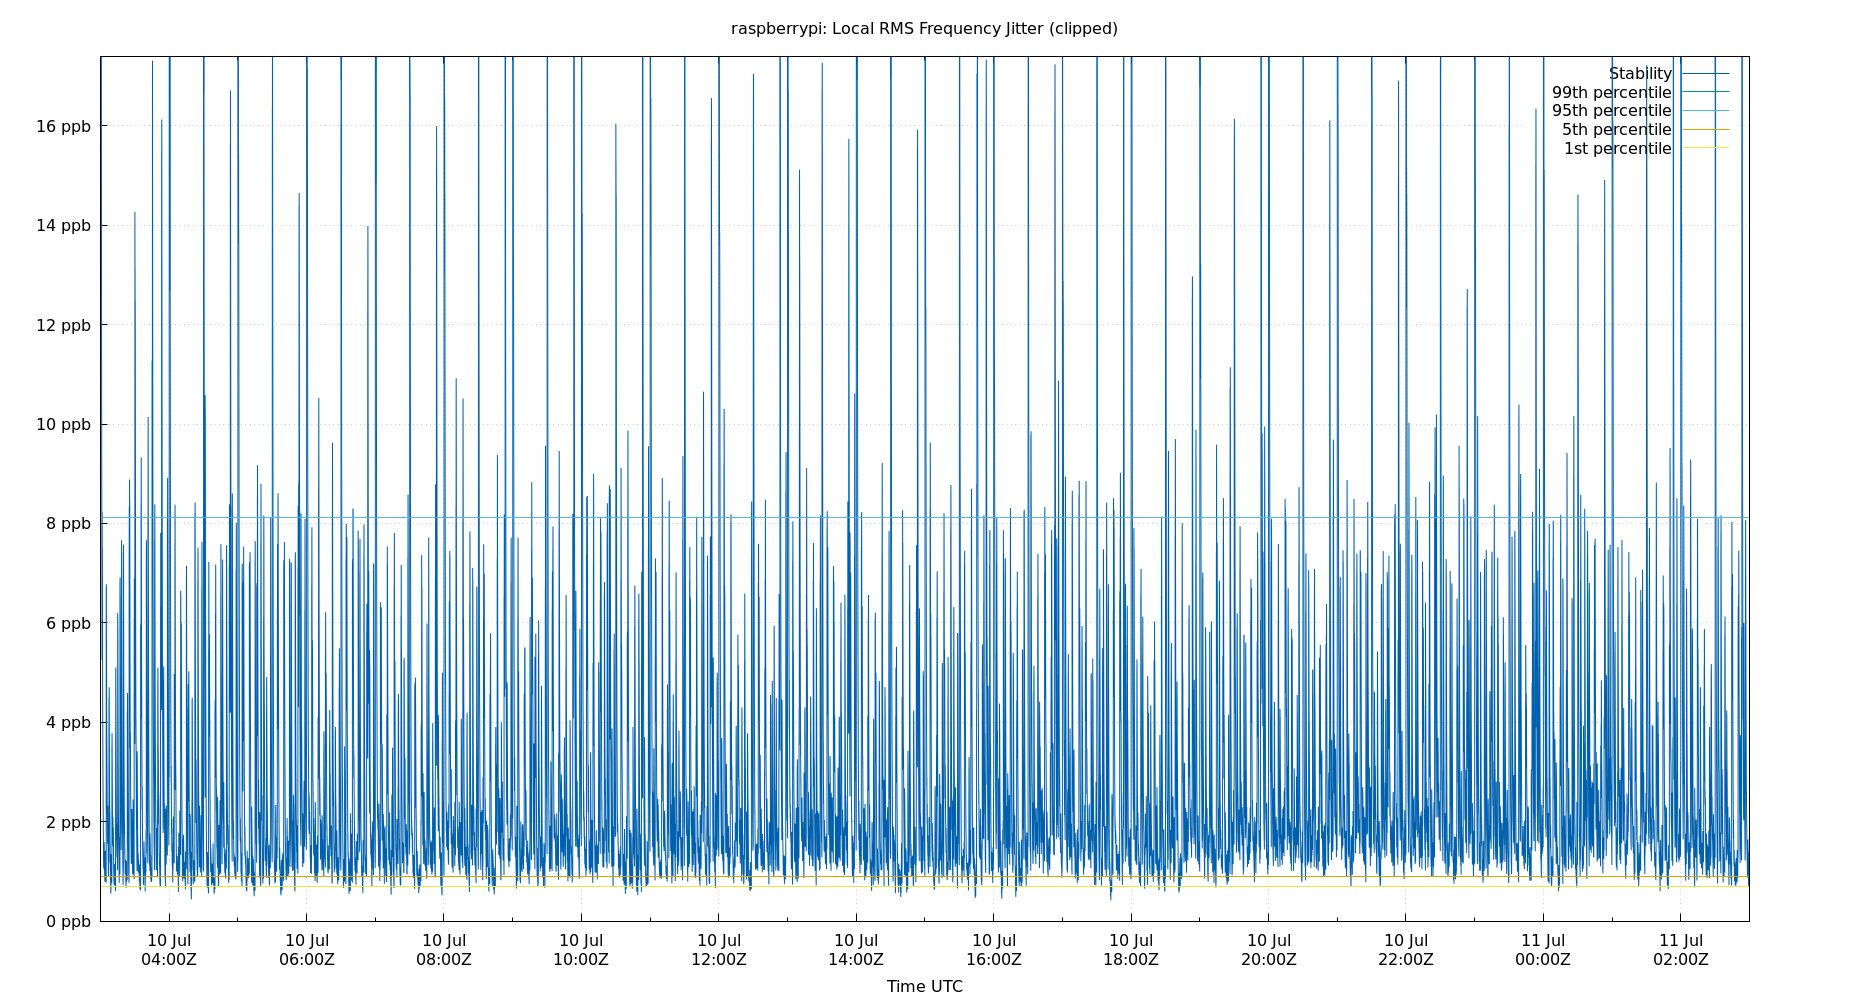 raspberrypi: Local RMS Frequency Jitter (clipped)
Stability
99th percentile
95th percentile
5th percentile
1st percentile
16 ppb
14 ppb
12 ppb
10 ppb
8 ppb
6 ppb
4 ppb
2 ppb
0 ppb
10 Jul 10 Jul 10 Jul 10 Jul 10 Jul 10 Jul 10 Jul 10 Jul 10 Jul 10 Jul 11 Jul 11 Jul
04:00Z 06:00Z 08:00Z 10:00Z 12:00Z 14:00Z 16:00Z 18:00Z 20:00Z 22:00Z 00:00Z 02:00Z
Time UTC